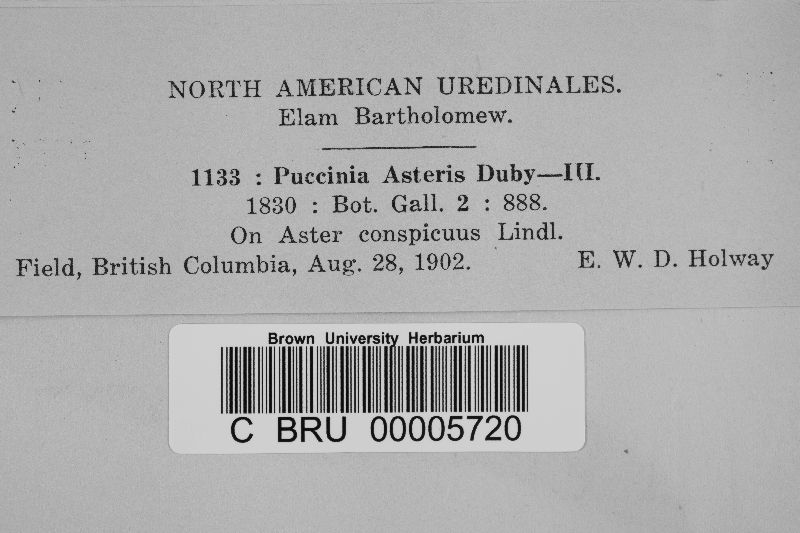 NORTH AMERICAN UREDINALES.
Elam Bartholomew.
1133 : Puccinia Asteris Duby—III.
1830 : Bot. Gall. 2 : 888.
On Aster conspicuus Lindl.
Field, British Columbia, Aug. 28, 1902. E. W. D. Holway
Brown University Herbarium
C BRU 00005720